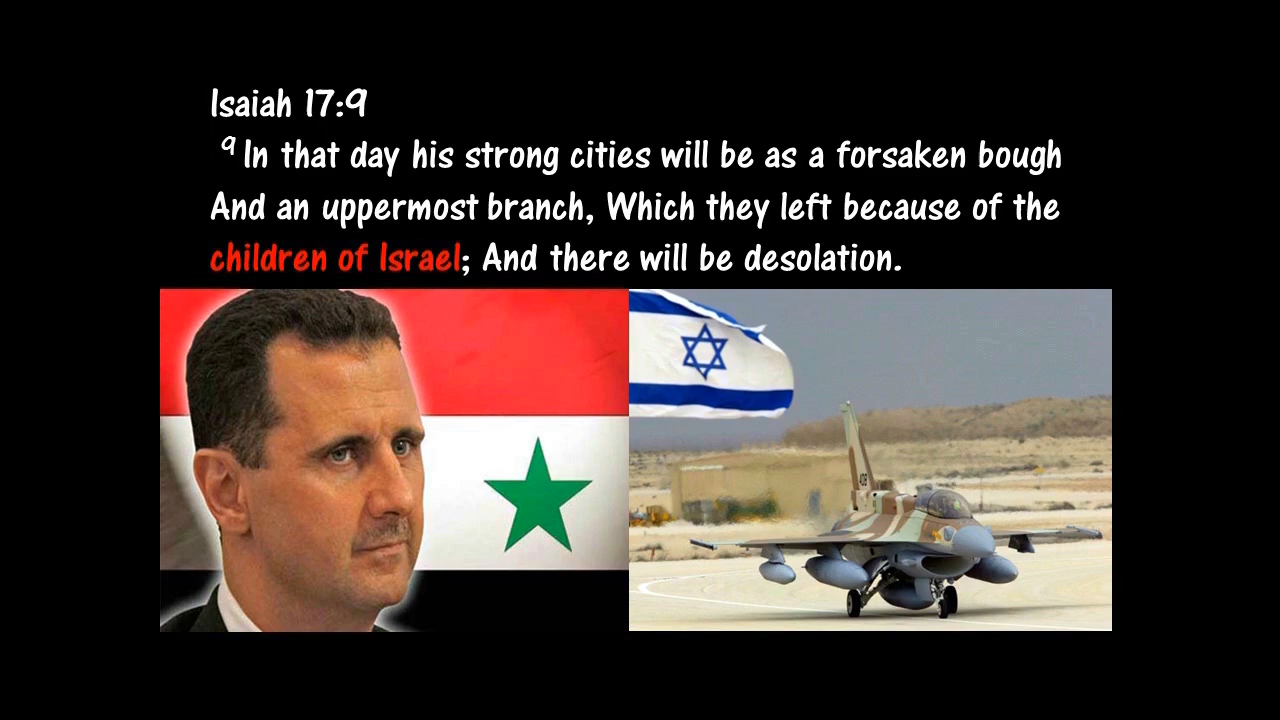 Isaiah 17:9
9 In that day his strong cities will be as a forsaken bough
And an uppermost branch, Which they left because of the
children of Israel; And there will be desolation.
408